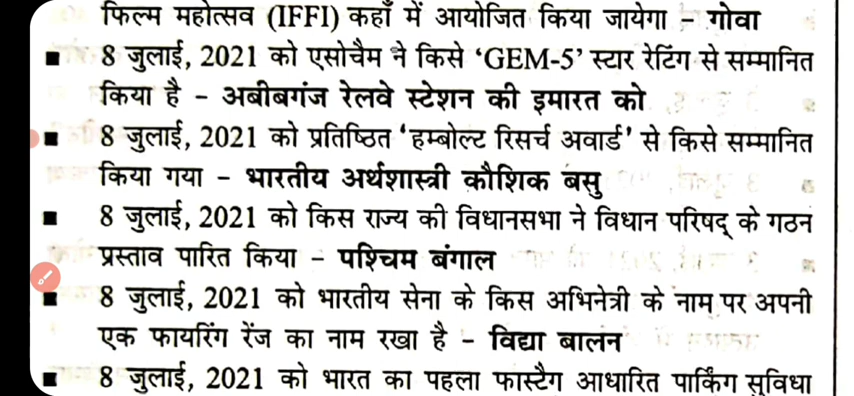 फिल्म महोत्सव (IFFI) कहाँ में आयोजित किया जायेगा – गोवा
■ 8 जुलाई, 2021 को एसोचैम ने किसे ‘GEM-5’ स्टार रेटिंग से सम्मानित
किया है – अबीबगंज रेलवे स्टेशन की इमारत को
■ 8 जुलाई, 2021 को प्रतिष्ठित ‘हम्बोल्ट रिसर्च अवार्ड’ से किसे सम्मानित
किया गया – भारतीय अर्थशास्त्री कौशिक बसु
■ 8 जुलाई, 2021 को किस राज्य की विधानसभा ने विधान परिषद् के गठन
प्रस्ताव पारित किया – पश्चिम बंगाल
■ 8 जुलाई, 2021 को भारतीय सेना के किस अभिनेत्री के नाम पर अपनी
एक फायरिंग रेंज का नाम रखा है – विद्या बालन
■ 8 जुलाई, 2021 को भारत का पहला फास्टैग आधारित पार्किंग सुविधा